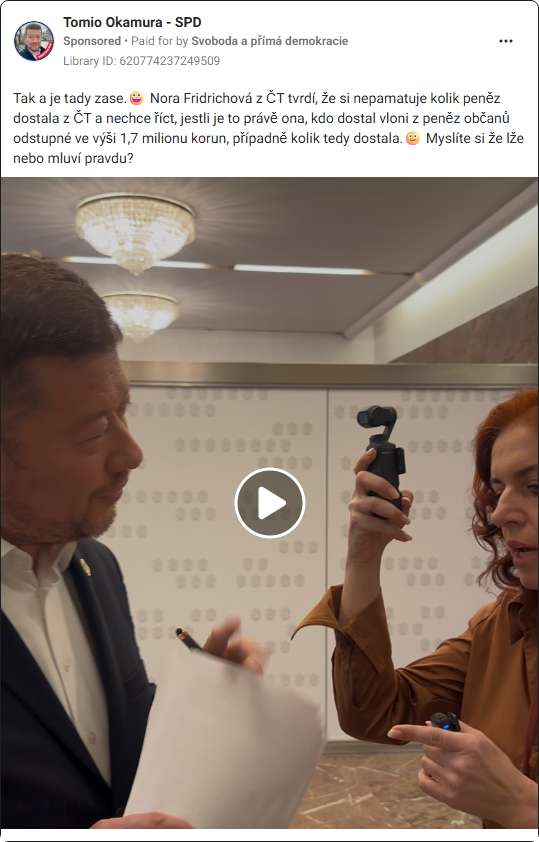 Tomio Okamura - SPD
Sponsored • Paid for by Svoboda a přímá demokracie
Library ID: 620774237249509
Tak a je tady zase.🤪 Nora Fridrichová z ČT tvrdí, že si nepamatuje kolik peněz
dostala z ČT a nechce říct, jestli je to právě ona, kdo dostal vloni z peněz občanů
odstupné ve výši 1,7 milionu korun, případně kolik tedy dostala.🤕 Myslíte si že lže
nebo mluví pravdu?